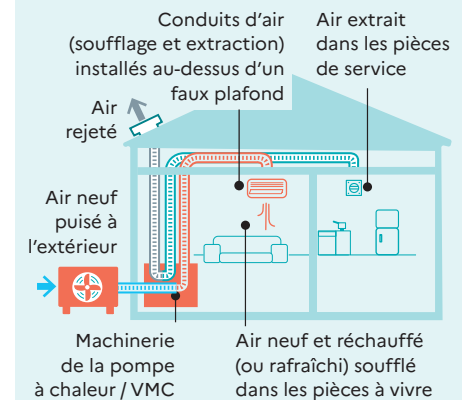 Conduits d'air
(soufflage et extraction)
installés au-dessus d'un
faux plafond
Air extrait
dans les pièces
de service
Air
rejeté
Air neuf
puisé à
l'extérieur
Machinerie
de la pompe
à chaleur / VMC
Air neuf et réchauffé
(ou rafraîchi) soufflé
dans les pièces à vivre